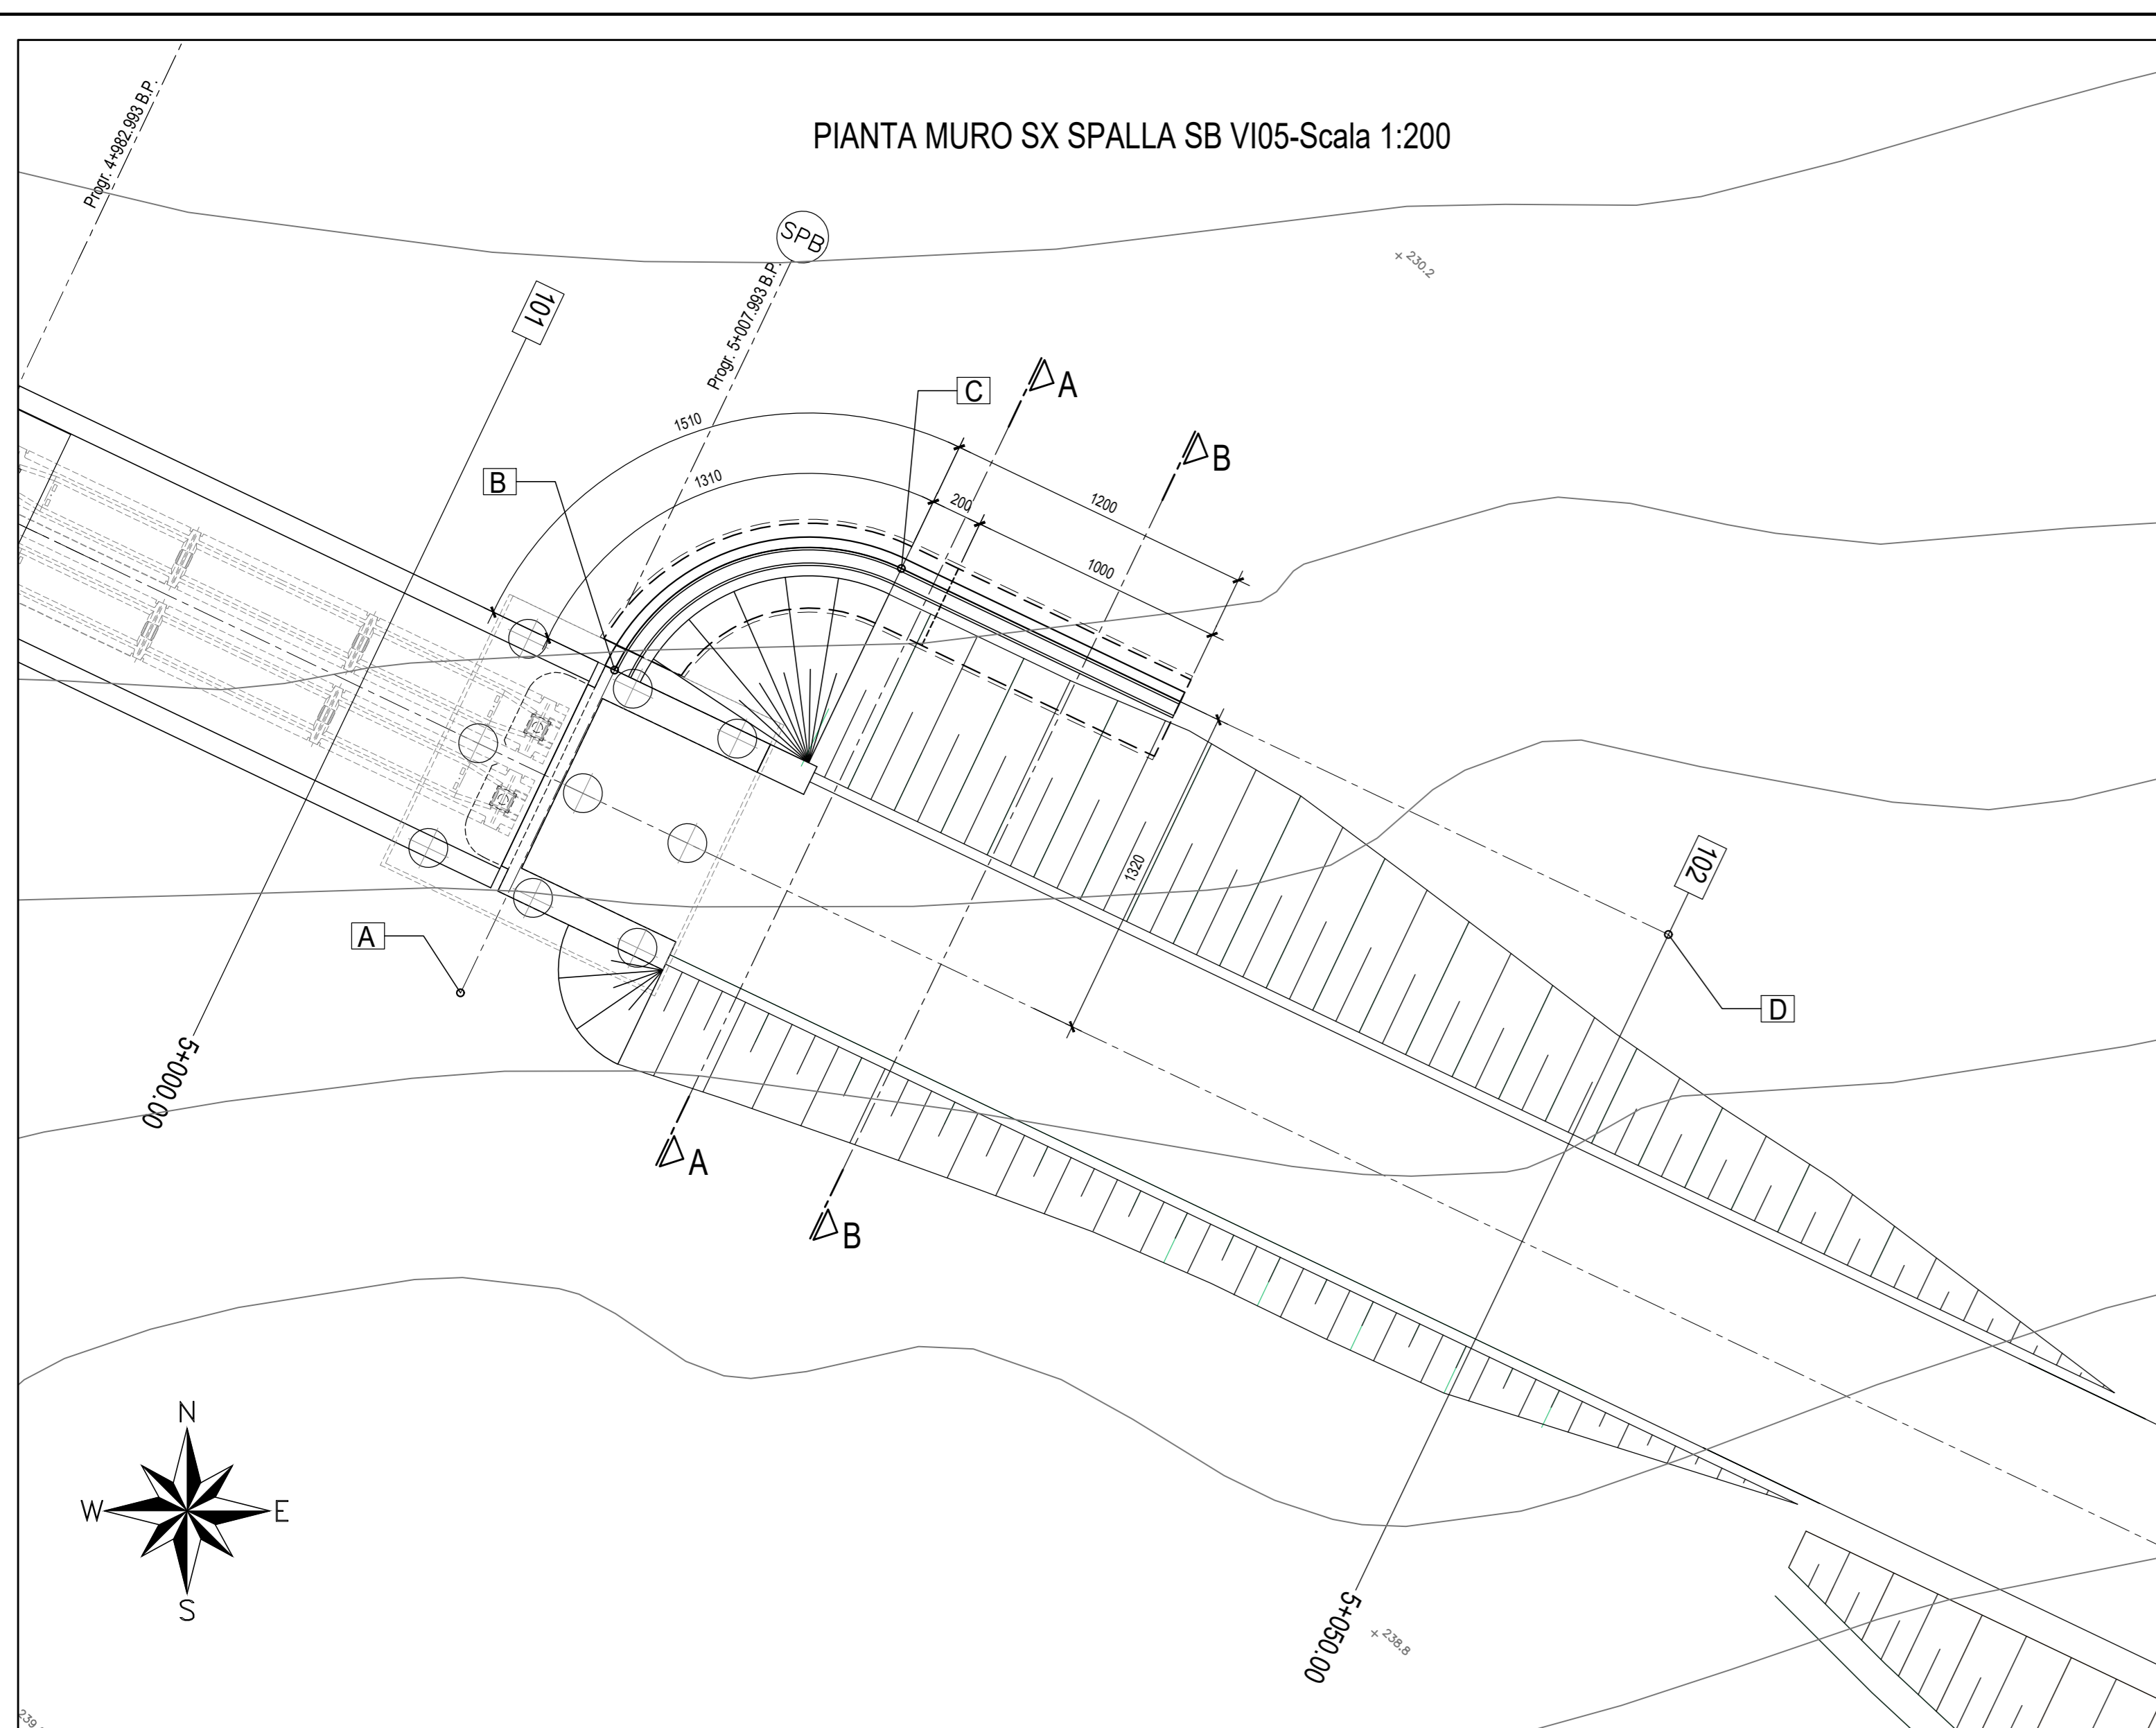 PIANTA MURO SX SPALLA SB VI05-Scala 1:200
Progr. 4+982.993 B.P.
SPB
Progr. 5+007.993 B.P.
230.2
101
A
C
B
1510
1310
200
1200
1000
B
1320
102
A
D
5+000.00
A
B
N
W
E
S
5+050.00
238.8